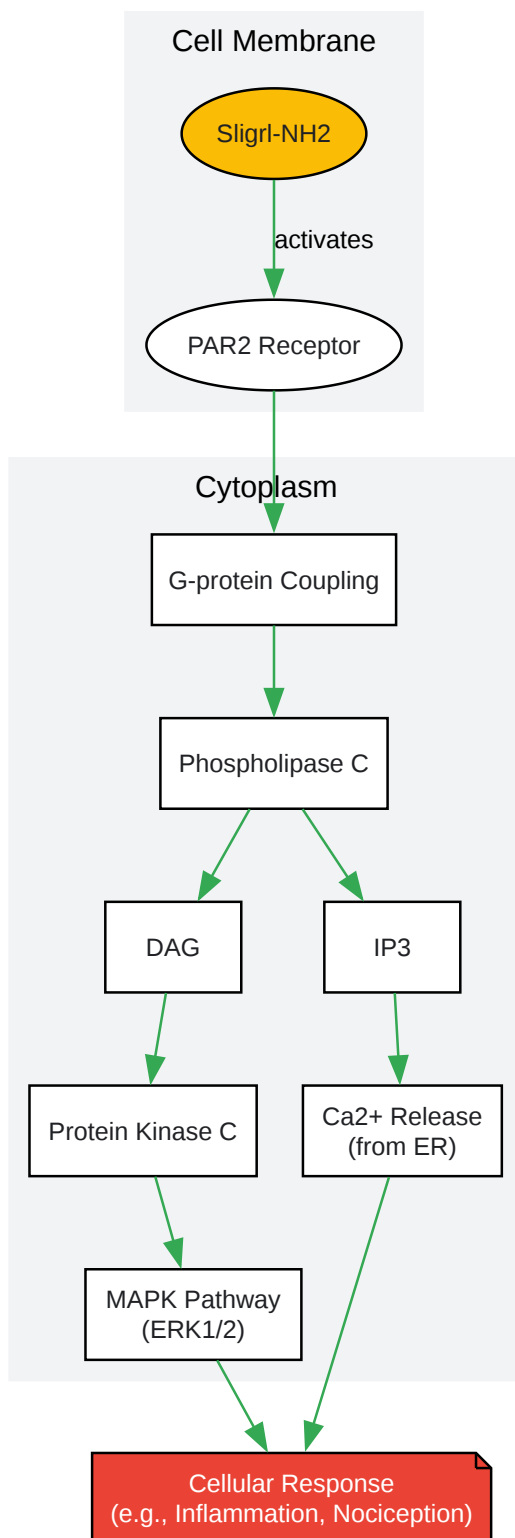 Cell Membrane
Sligrl-NH2
activates
PAR2 Receptor
Cytoplasm
G-protein Coupling
Phospholipase C
DAG
IP3
Protein Kinase C
Ca2+ Release
(from ER)
MAPK Pathway
(ERK1/2)
Cellular Response
(e.g., Inflammation, Nociception)